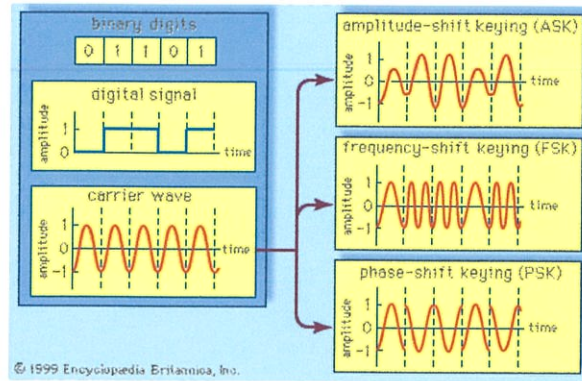 binary digits
0 1 1 0 1
digital signal
amplitude
1
0
time
carrier wave
amplitude
1
0
-1
time
amplitude-shift keying (ASK)
amplitude
1
0
-1
time
frequency-shift keying (FSK)
amplitude
1
0
-1
time
phase-shift keying (PSK)
amplitude
1
0
-1
time
© 1999 Encyclopædia Britannica, Inc.